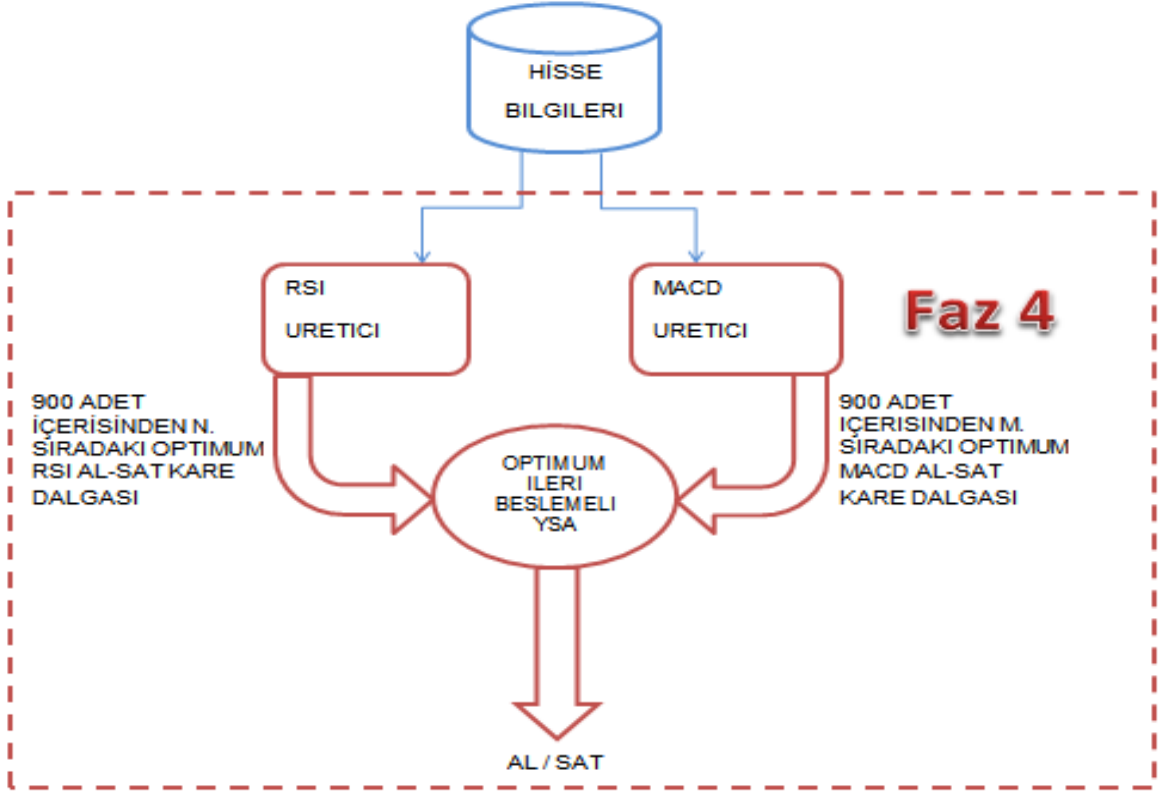 HİSSE
BILGILERI
RSI
URETICI
MACD
URETICI
Faz 4
900 ADET
İÇERİSİNDEN N.
SIRADAKI OPTIMUM
RSI AL-SAT KARE
DALGASI
900 ADET
IÇERISINDEN M.
SIRADAKI OPTIMUM
MACD AL-SAT
KARE DALGASI
OPTIMUM
ILERI
BESLEMELI
YSA
AL / SAT